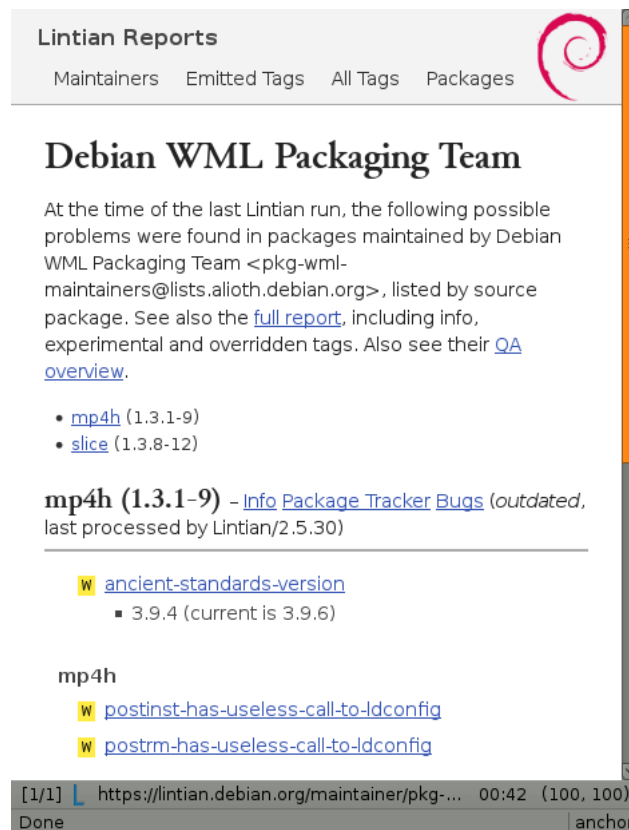 Lintian Reports
Maintainers Emitted Tags All Tags Packages
Debian WML Packaging Team
At the time of the last Lintian run, the following possible
problems were found in packages maintained by Debian
WML Packaging Team <pkg-wml-
maintainers@lists.alioth.debian.org>, listed by source
package. See also the full report, including info,
experimental and overridden tags. Also see their QA
overview.
• mp4h (1.3.1-9)
• slice (1.3.8-12)
mp4h (1.3.1-9) – Info Package Tracker Bugs (outdated,
last processed by Lintian/2.5.30)
W ancient-standards-version
▪ 3.9.4 (current is 3.9.6)
mp4h
W postinst-has-useless-call-to-ldconfig
W postrm-has-useless-call-to-ldconfig
[1/1] https://lintian.debian.org/maintainer/pkg-... 00:42 (100, 100)
Done anchor